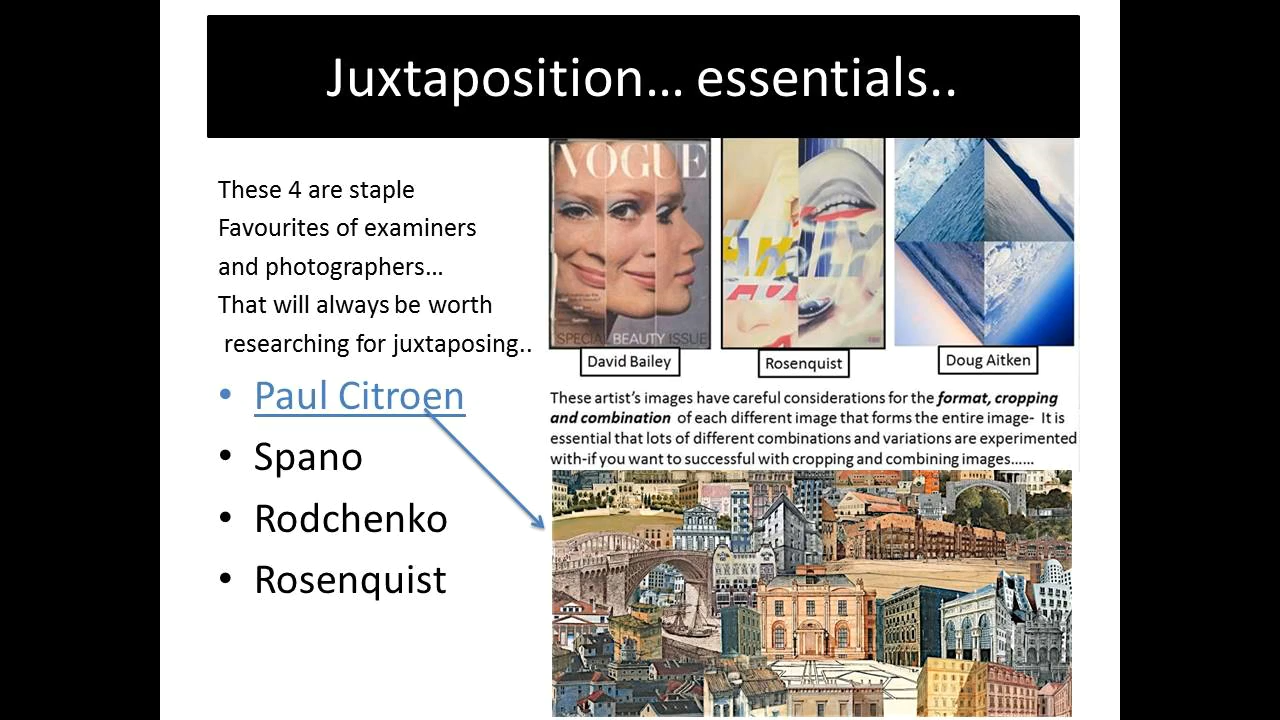 Juxtaposition... essentials..
These 4 are staple
Favourites of examiners
and photographers...
That will always be worth
researching for juxtaposing..
• Paul Citroen
• Spano
• Rodchenko
• Rosenquist
VOGUE
SPECIAL BEAUTY ISSUE
David Bailey
Rosenquist
Doug Aitken
These artist's images have careful considerations for the format, cropping
and combination of each different image that forms the entire image- It is
essential that lots of different combinations and variations are experimented
with-if you want to successful with cropping and combining images......